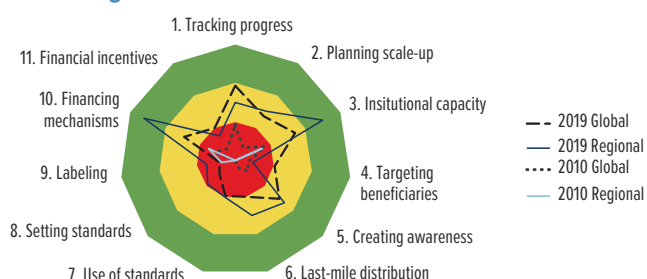 1. Tracking progress
2. Planning scale-up
3. Insitutional capacity
4. Targeting
beneficiaries
5. Creating awareness
6. Last-mile distribution
7. Use of standards
8. Setting standards
9. Labeling
10. Financing
mechanisms
11. Financial incentives
2019 Global
2019 Regional
2010 Global
2010 Regional